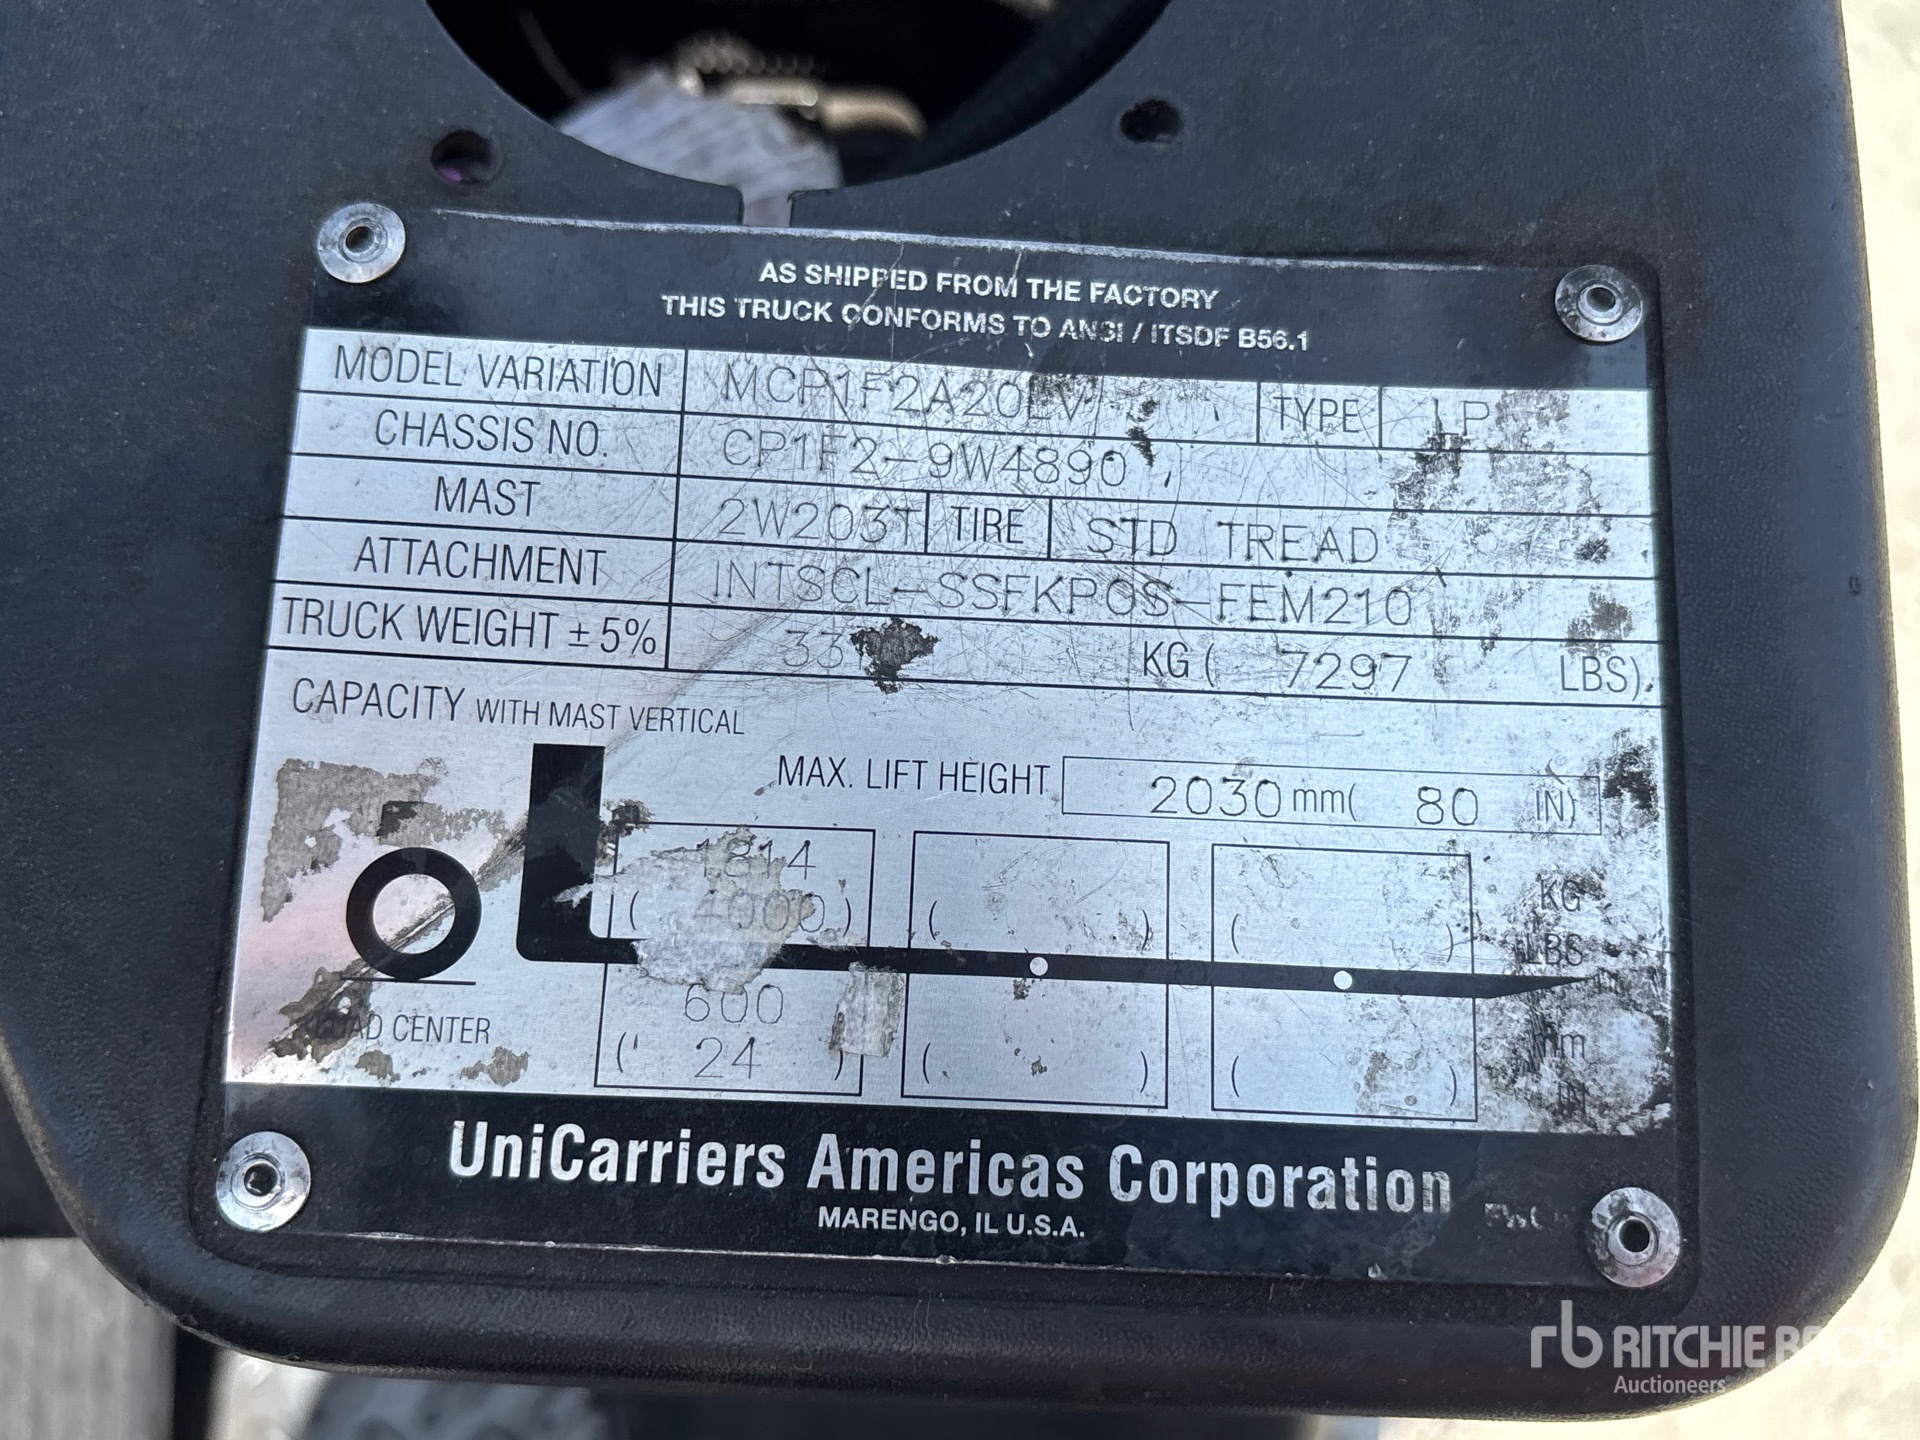 AS SHIPPED FROM THE FACTORY
THIS TRUCK CONFORMS TO ANSI / ITSDF B56.1
MODEL VARIATION MCP1F2A20LV TYPE LP
CHASSIS NO. CP1F2-9W4890
MAST 2W203T TIRE STD TREAD
ATTACHMENT INTSCL-SSFKPOS-FEM210
TRUCK WEIGHT ± 5% KG ( 7297 LBS)
CAPACITY WITH MAST VERTICAL
MAX. LIFT HEIGHT 2030 mm( 80 IN)
1814 KG
( 4000) ( ) ( ) LBS
600 mm
LOAD CENTER
( 24 ) ( ) ( ) IN
UniCarriers Americas Corporation
MARENGO, IL U.S.A.
rb RITCHIE BROS.
Auctioneers